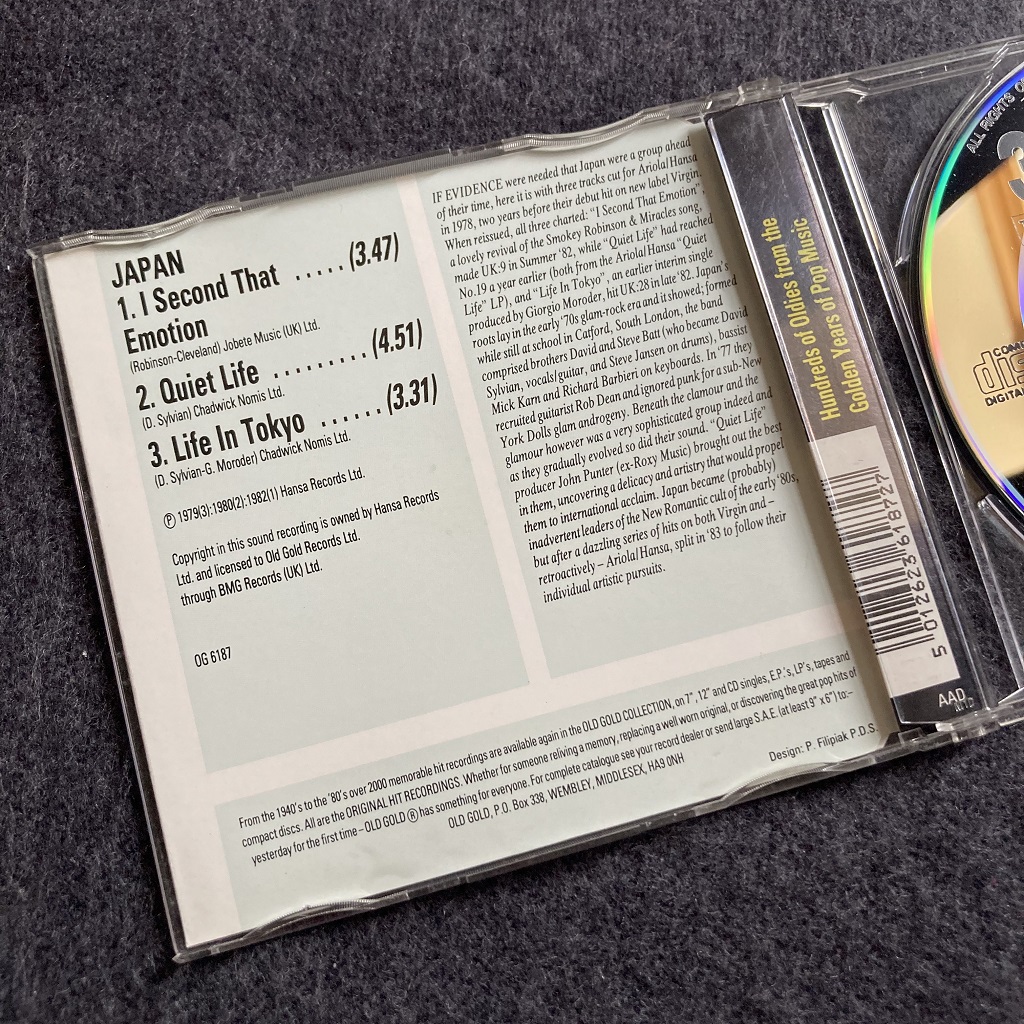 JAPAN
1. I Second That ..... (3.47)
Emotion
(Robinson-Cleveland) Jobete Music (UK) Ltd.
2. Quiet Life ......... (4.51)
(D. Sylvian) Chadwick Nomis Ltd.
3. Life In Tokyo ...... (3.31)
(D. Sylvian-G. Moroder) Chadwick Nomis Ltd.
Ⓟ 1979(3):1980(2):1982(1) Hansa Records Ltd.
Copyright in this sound recording is owned by Hansa Records
Ltd. and licensed to Old Gold Records Ltd.
through BMG Records (UK) Ltd.
OG 6187
IF EVIDENCE were needed that Japan were a group ahead
of their time, here it is with three tracks cut for Ariola/Hansa
in 1978, two years before their debut hit on new label Virgin.
When reissued, all three charted: "I Second That Emotion",
a lovely revival of the Smokey Robinson & Miracles song,
made UK:9 in Summer '82, while "Quiet Life" had reached
No.19 a year earlier (both from the Ariola/Hansa "Quiet
Life" LP), and "Life In Tokyo", an earlier interim single
produced by Giorgio Moroder, hit UK:28 in late '82. Japan's
roots lay in the early '70s glam-rock era and it showed; formed
while still at school in Catford, South London, the band
comprised brothers David and Steve Batt (who became David
Sylvian, vocals/guitar, and Steve Jansen on drums), bassist
Mick Karn and Richard Barbieri on keyboards. In '77 they
recruited guitarist Rob Dean and ignored punk for a sub-New
York Dolls glam androgeny. Beneath the clamour and the
glamour however was a very sophisticated group indeed and
as they gradually evolved so did their sound. "Quiet Life"
producer John Punter (ex-Roxy Music) brought out the best
in them, uncovering a delicacy and artistry that would propel
them to international acclaim. Japan became (probably)
inadvertent leaders of the New Romantic cult of the early '80s,
but after a dazzling series of hits on both Virgin and –
retroactively – Ariola/Hansa, split in '83 to follow their
individual artistic pursuits.
From the 1940's to the '80's over 2000 memorable hit recordings are available again in the OLD GOLD COLLECTION, on 7", 12" and CD singles, E.P.'s, LP's, tapes and
compact discs. All are the ORIGINAL HIT RECORDINGS. Whether for someone reliving a memory, replacing a well worn original, or discovering the great pop hits of
yesterday for the first time – OLD GOLD ® has something for everyone. For complete catalogue see your record dealer or send large S.A.E. (at least 9" x 6") to:–
OLD GOLD, P.O. Box 338, WEMBLEY, MIDDLESEX, HA9 0NH
Design: P. Filipiak P.D.S.
Hundreds of Oldies from the
Golden Years of Pop Music
5 012623 618727
AAD
ALL RIGHTS
DIGITAL